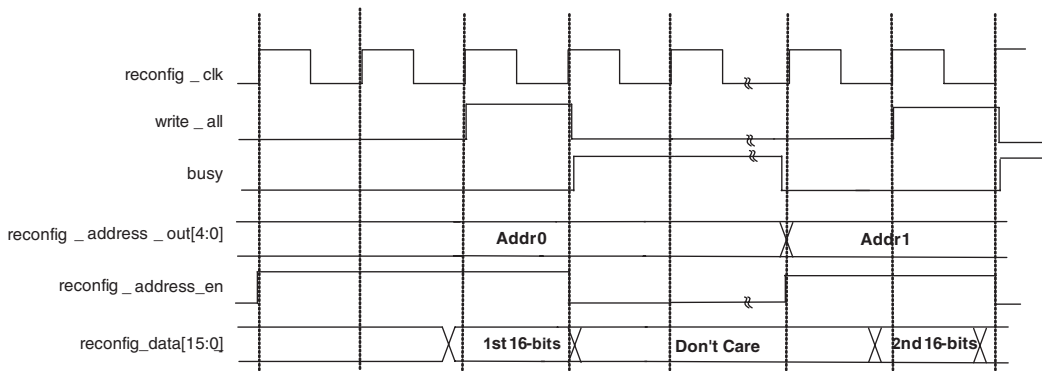 reconfig _ clk
write _ all
busy
reconfig _ address _ out[4:0] Addr0 Addr1
reconfig _ address_en
reconfig_data[15:0] 1st 16-bits Don't Care 2nd 16-bits